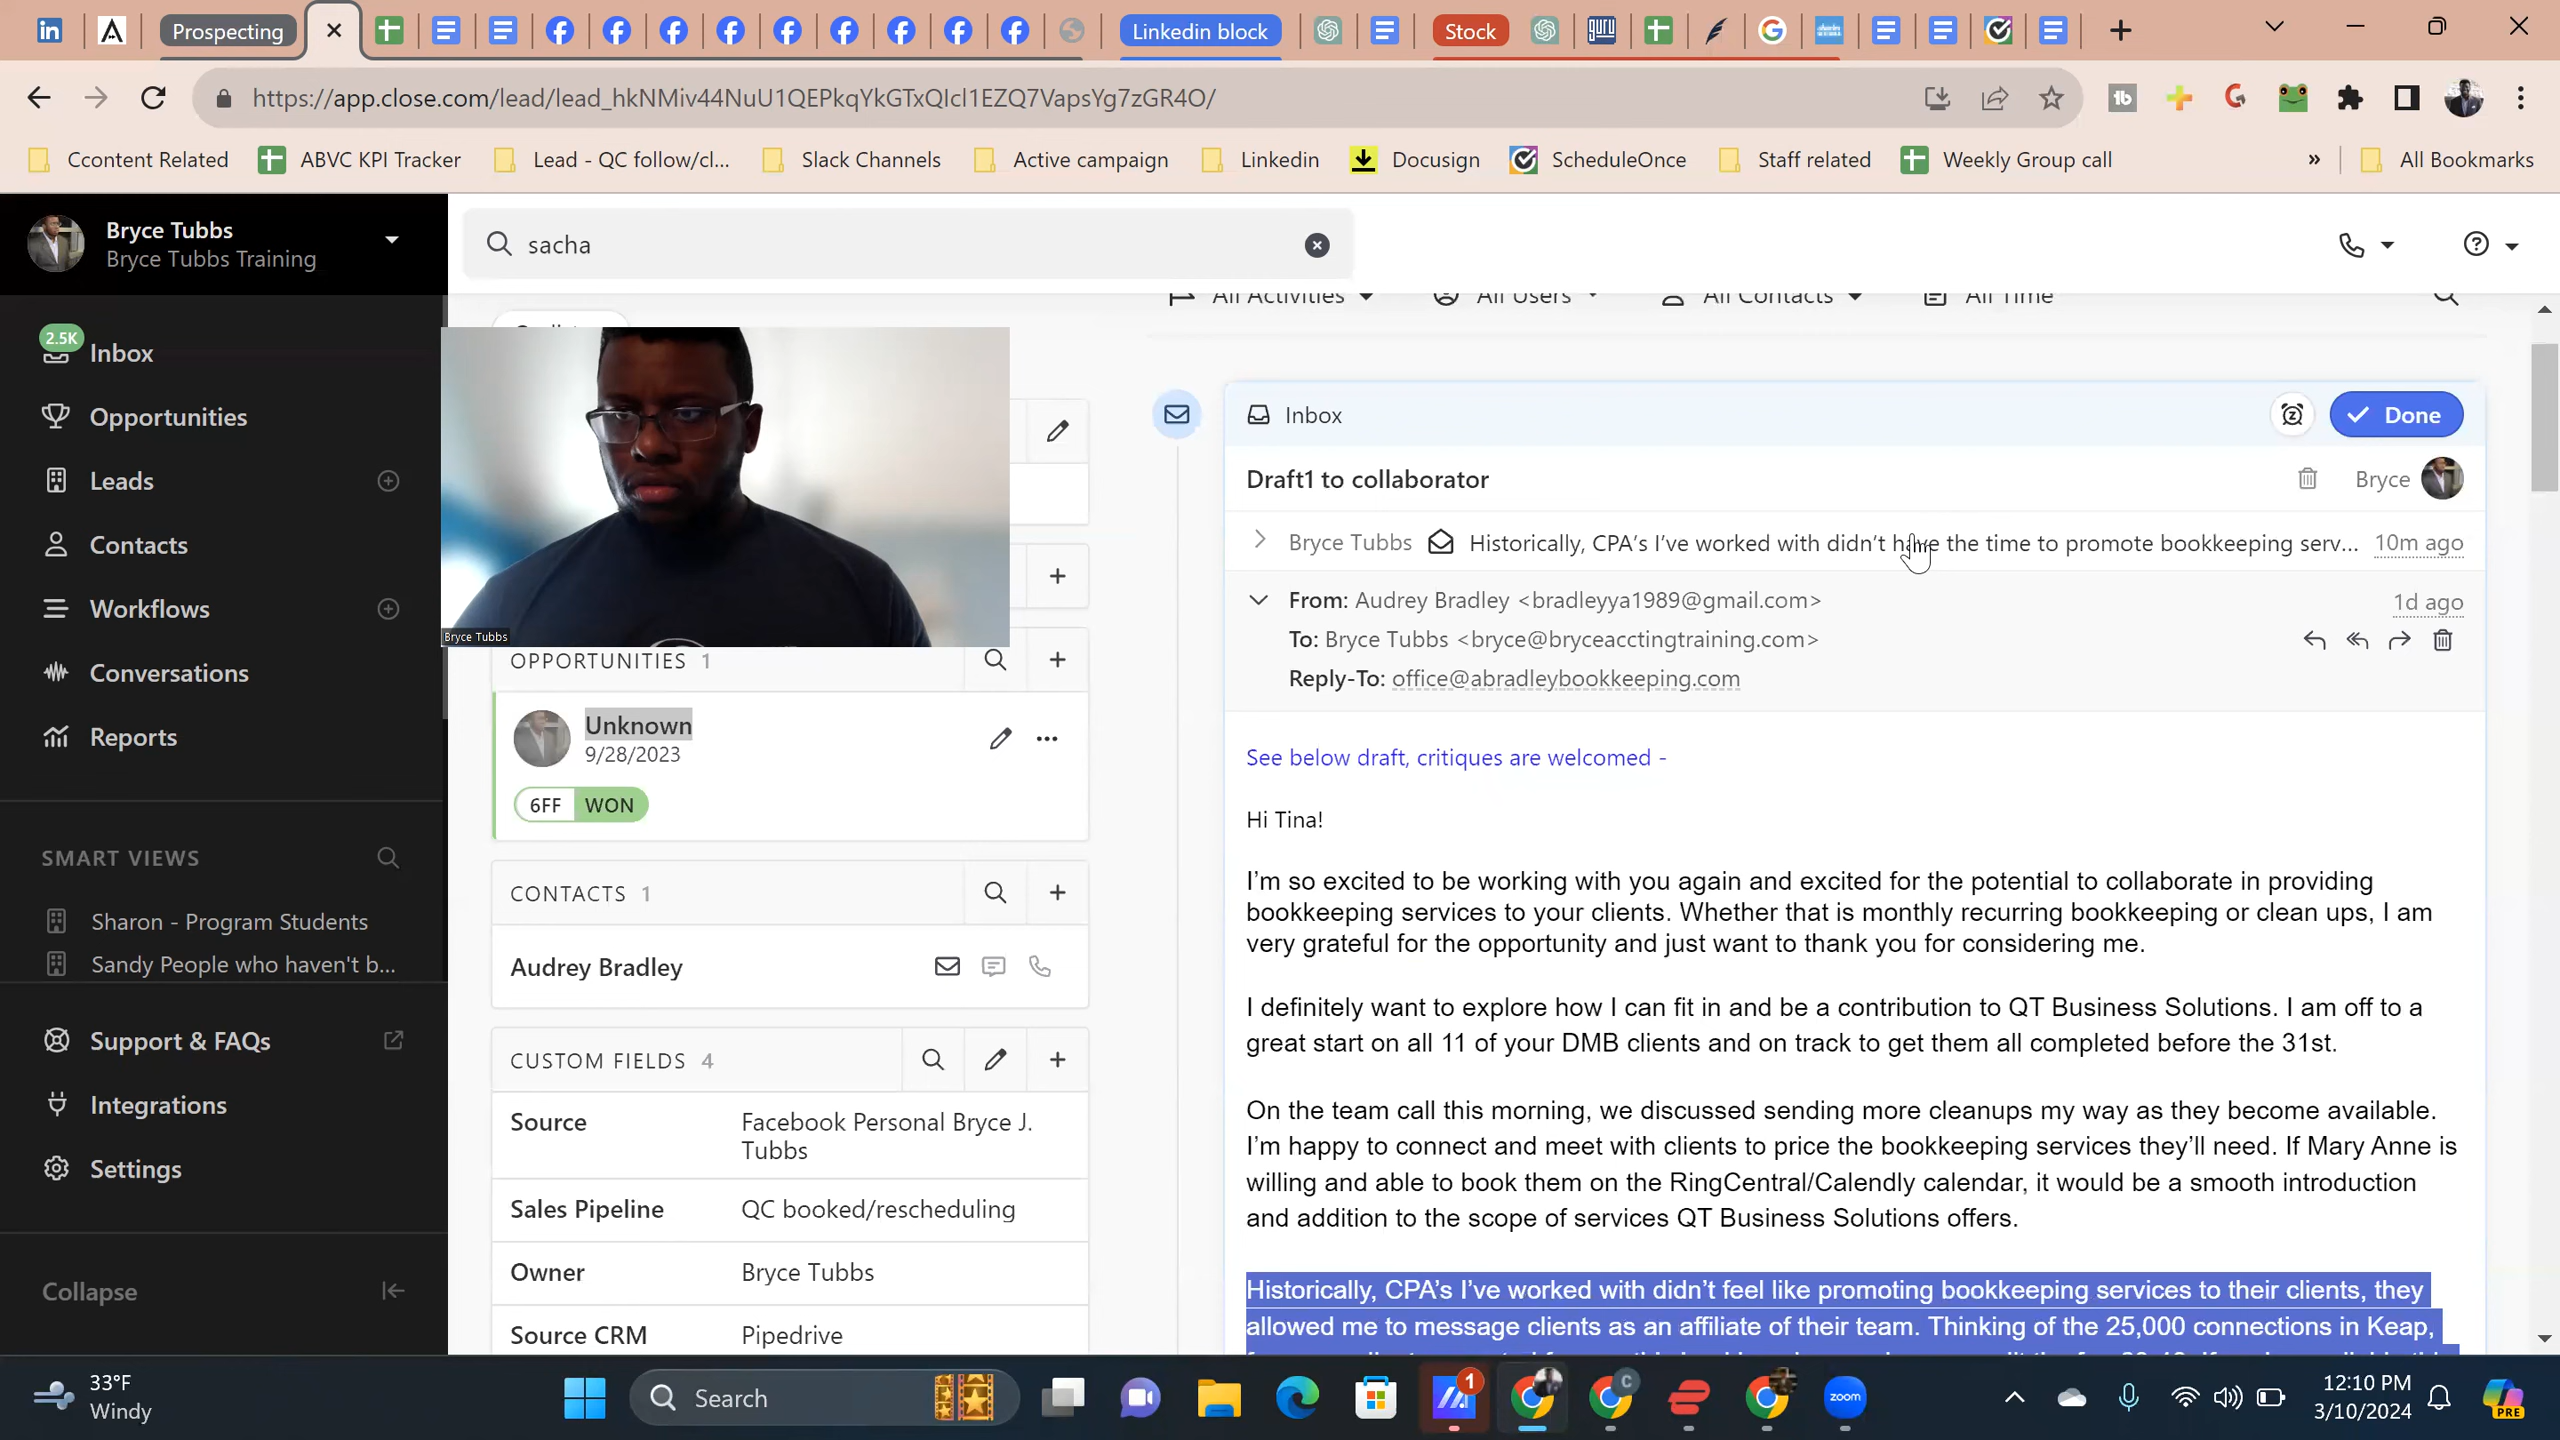 Prospecting
Linkedin block
Stock
guru
https://app.close.com/lead/lead_hkNMiv44NuU1QEPkqYkGTxQIcl1EZQ7VapsYg7zGR4O/
Ccontent Related
ABVC KPI Tracker
Lead - QC follow/cl...
Slack Channels
Active campaign
Linkedin
Docusign
ScheduleOnce
Staff related
Weekly Group call
All Bookmarks
Bryce Tubbs
Bryce Tubbs Training
sacha
2.5K
Inbox
Opportunities
Leads
Contacts
Workflows
Conversations
Reports
SMART VIEWS
Sharon - Program Students
Sandy People who haven't b...
Support & FAQs
Integrations
Settings
Collapse
Bryce Tubbs
OPPORTUNITIES 1
Unknown
9/28/2023
6FF WON
CONTACTS 1
Audrey Bradley
CUSTOM FIELDS 4
Source Facebook Personal Bryce J.
Tubbs
Sales Pipeline QC booked/rescheduling
Owner Bryce Tubbs
Source CRM Pipedrive
All Activities
All Users
All Contacts
All Time
Inbox
Done
Draft1 to collaborator
Bryce
Bryce Tubbs Historically, CPA's I've worked with didn't have the time to promote bookkeeping serv... 10m ago
From: Audrey Bradley <bradleyya1989@gmail.com> 1d ago
To: Bryce Tubbs <bryce@bryceacctingtraining.com>
Reply-To: office@abradleybookkeeping.com
See below draft, critiques are welcomed -
Hi Tina!
I'm so excited to be working with you again and excited for the potential to collaborate in providing
bookkeeping services to your clients. Whether that is monthly recurring bookkeeping or clean ups, I am
very grateful for the opportunity and just want to thank you for considering me.
I definitely want to explore how I can fit in and be a contribution to QT Business Solutions. I am off to a
great start on all 11 of your DMB clients and on track to get them all completed before the 31st.
On the team call this morning, we discussed sending more cleanups my way as they become available.
I'm happy to connect and meet with clients to price the bookkeeping services they'll need. If Mary Anne is
willing and able to book them on the RingCentral/Calendly calendar, it would be a smooth introduction
and addition to the scope of services QT Business Solutions offers.
Historically, CPA's I've worked with didn't feel like promoting bookkeeping services to their clients, they
allowed me to message clients as an affiliate of their team. Thinking of the 25,000 connections in Keap,
33°F
Windy
Search
1
C
zoom
12:10 PM
3/10/2024
PRE